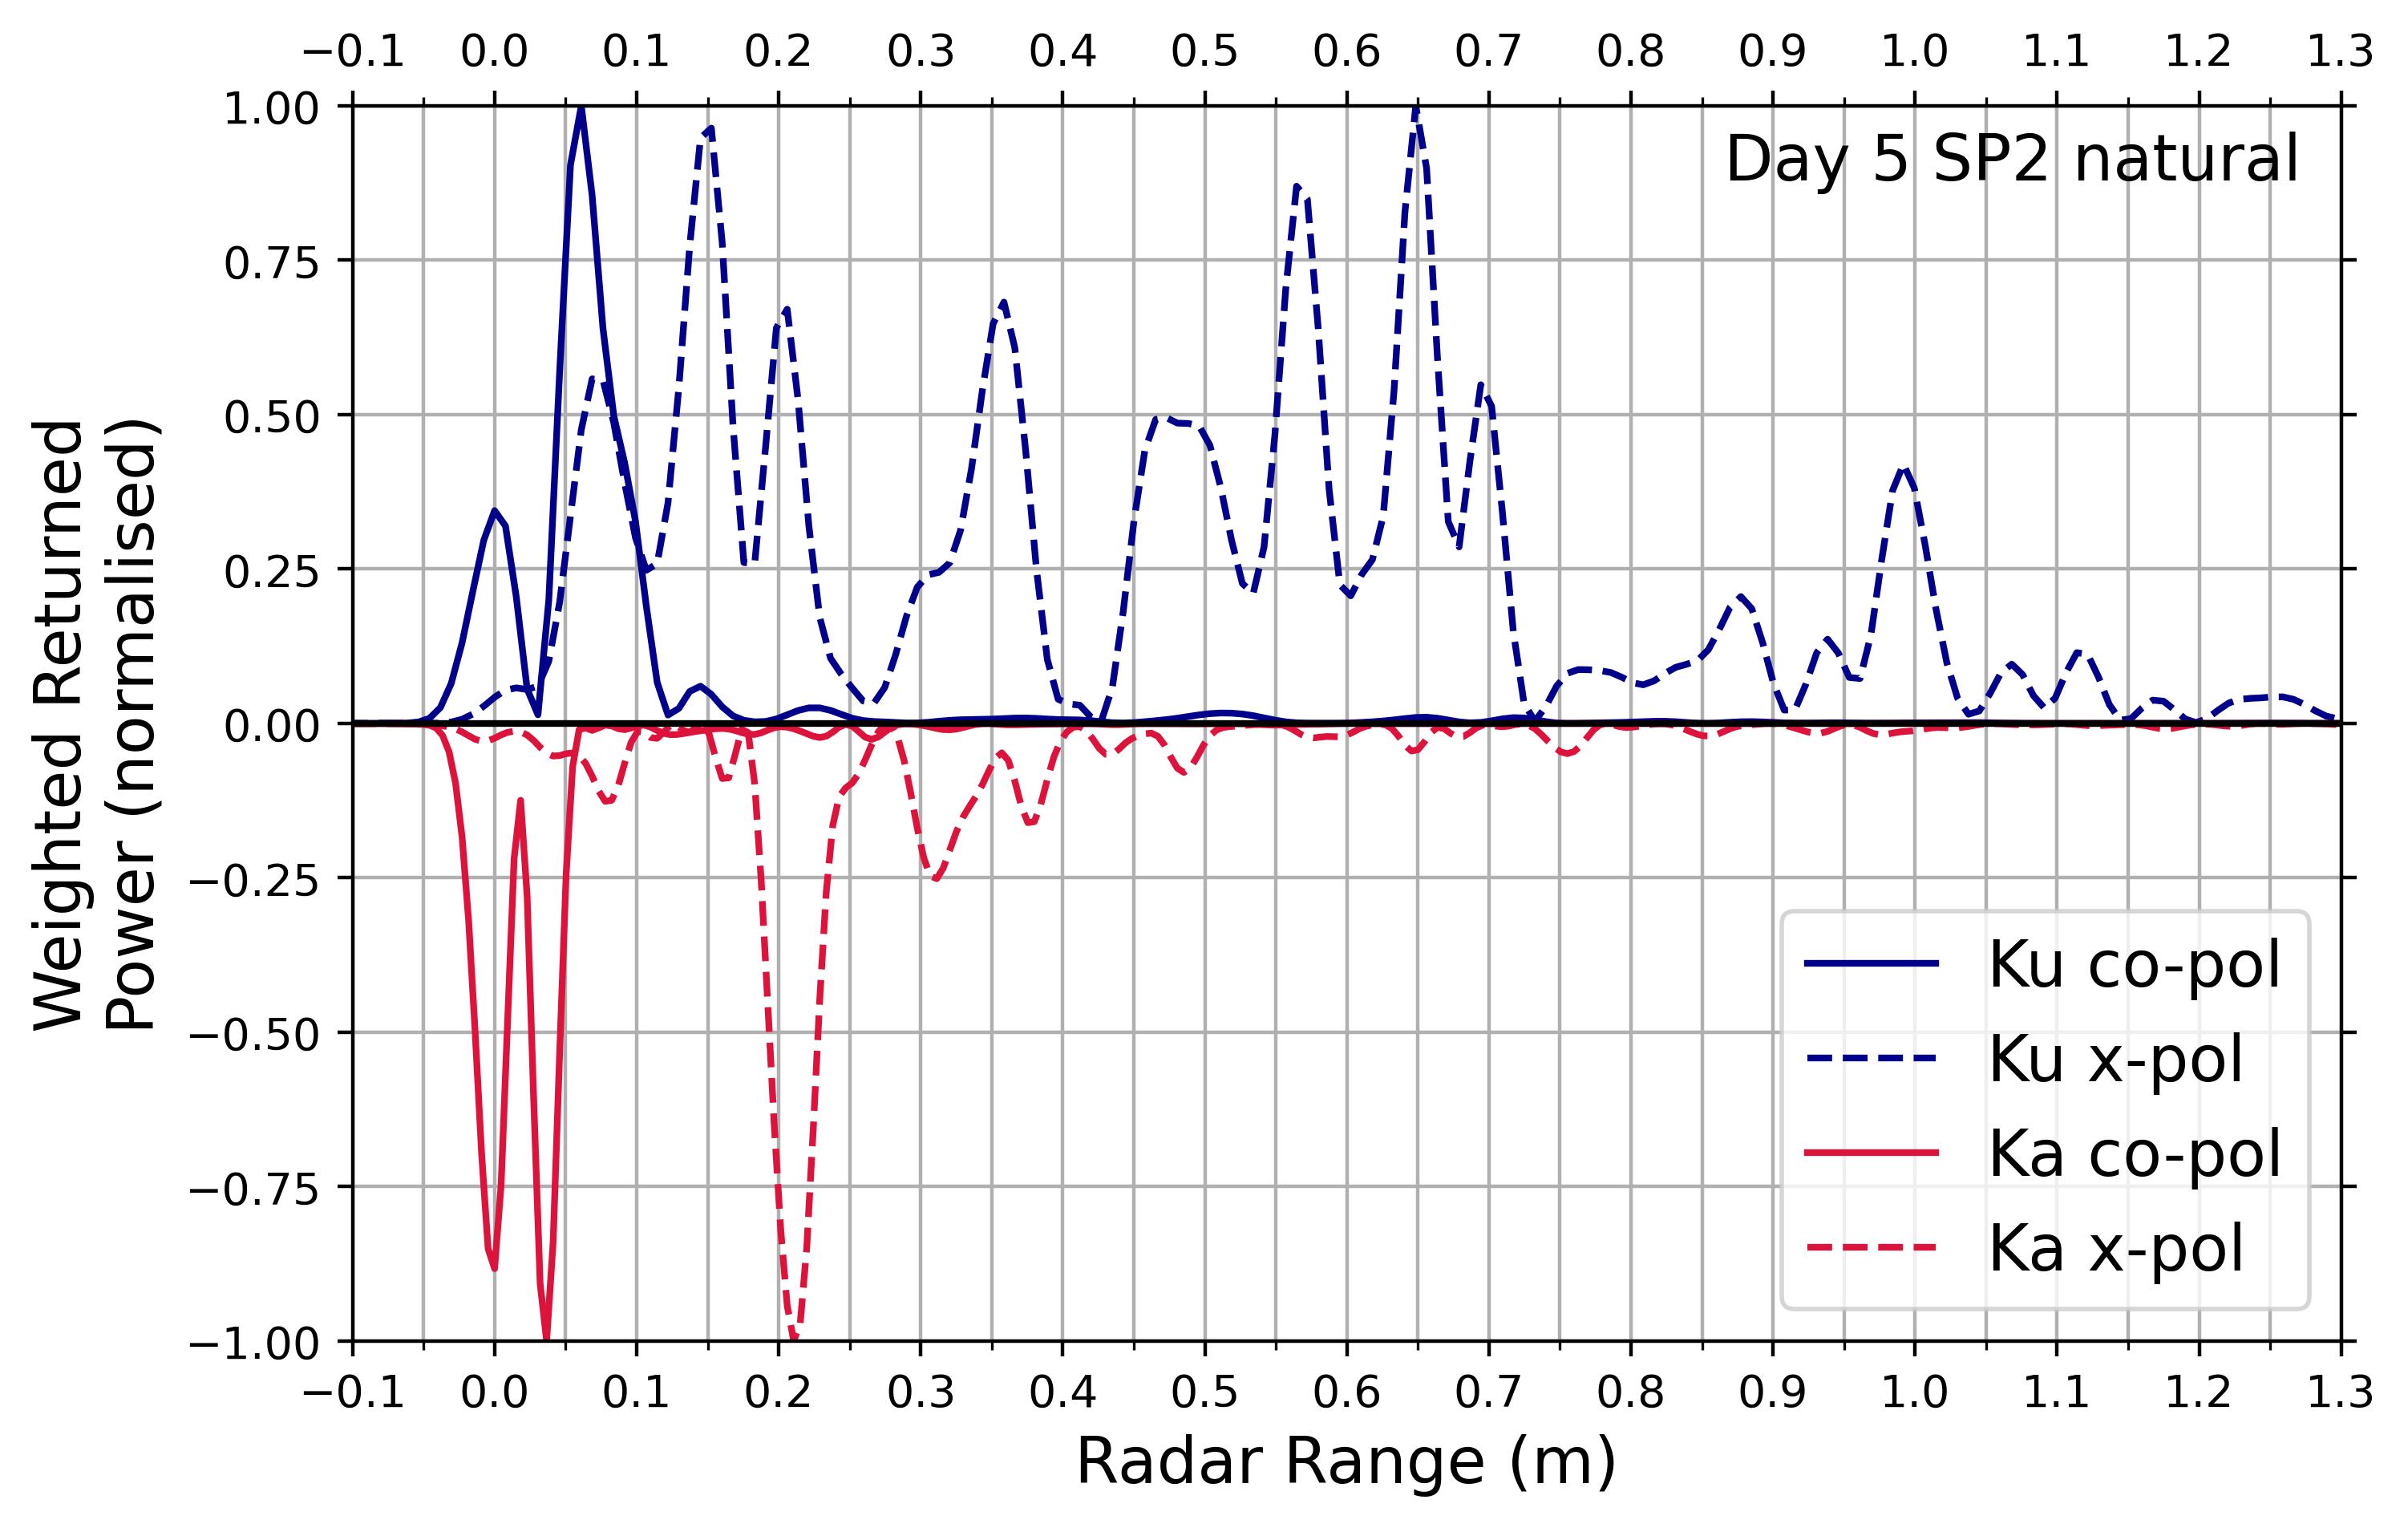 −0.1 0.0 0.1 0.2 0.3 0.4 0.5 0.6 0.7 0.8 0.9 1.0 1.1 1.2 1.3
Day 5 SP2 natural
1.00
0.75
0.50
0.25
0.00
−0.25
−0.50
−0.75
−1.00
Weighted Returned
Power (normalised)
Ku co-pol
Ku x-pol
Ka co-pol
Ka x-pol
−0.1 0.0 0.1 0.2 0.3 0.4 0.5 0.6 0.7 0.8 0.9 1.0 1.1 1.2 1.3
Radar Range (m)